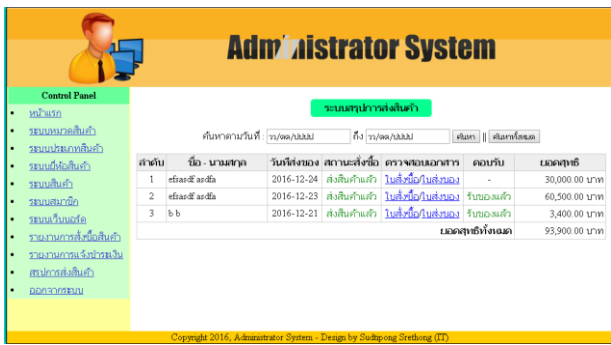 Administrator System
Control Panel
หน้าแรก
ระบบหมวดสินค้า
ระบบประเภทสินค้า
ระบบยี่ห้อสินค้า
ระบบสินค้า
ระบบสมาชิก
ระบบเว็บบอร์ด
รายงานการสั่งซื้อสินค้า
รายงานการแจ้งชำระเงิน
สรุปการส่งสินค้า
ออกจากระบบ
ระบบสรุปการส่งสินค้า
ค้นหาตามวันที่ : วว/ดด/ปปปป ถึง วว/ดด/ปปปป ค้นหา || ค้นหาทั้งหมด
ลำดับ ชื่อ - นามสกุล วันที่ส่งของ สถานะสั่งซื้อ ตรวจสอบเอกสาร ตอบรับ ยอดสุทธิ
1 efrasdf asdfa 2016-12-24 ส่งสินค้าแล้ว ใบสั่งซื้อ/ใบส่งของ - 30,000.00 บาท
2 efrasdf asdfa 2016-12-23 ส่งสินค้าแล้ว ใบสั่งซื้อ/ใบส่งของ รับของแล้ว 60,500.00 บาท
3 b b 2016-12-21 ส่งสินค้าแล้ว ใบสั่งซื้อ/ใบส่งของ รับของแล้ว 3,400.00 บาท
ยอดสุทธิทั้งหมด 93,900.00 บาท
Copyright 2016, Administrator System - Design by Sudtipong Srethong (IT)